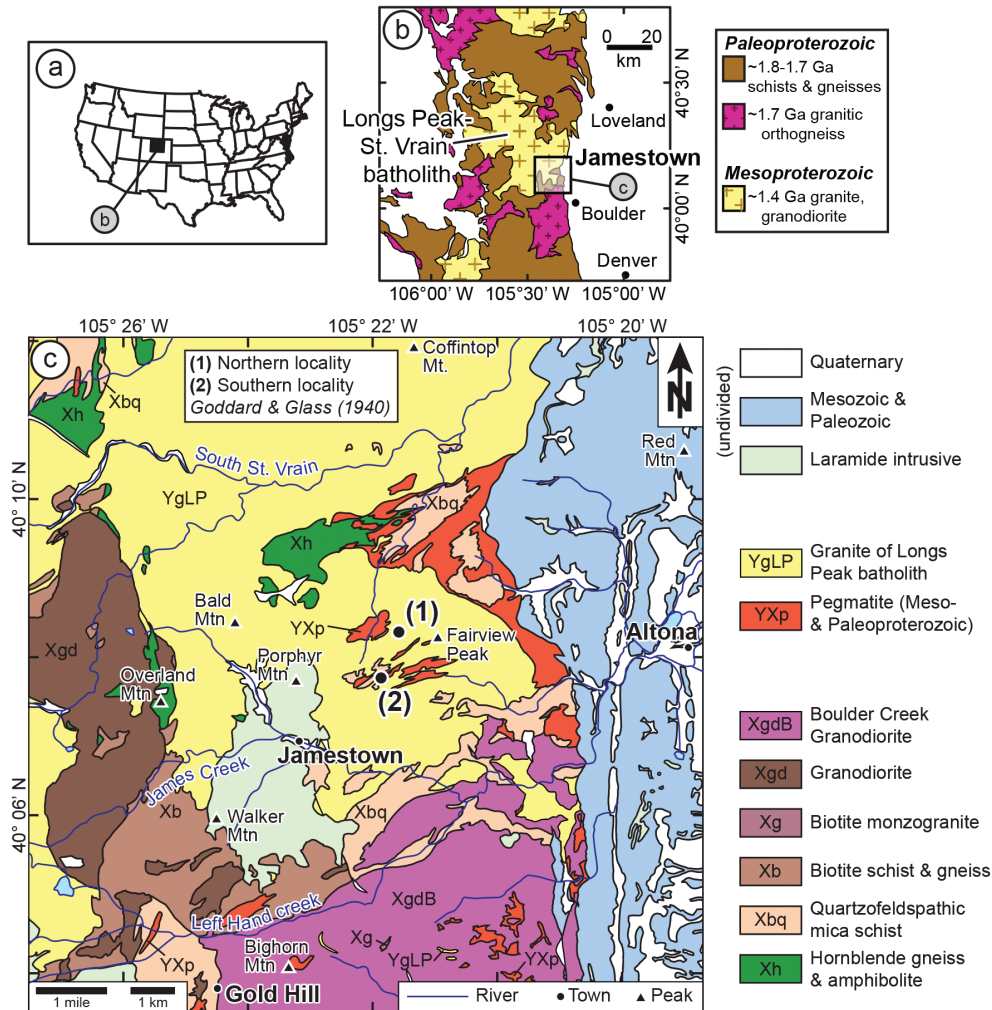 a
b
b
0 20
km
40°30' N
40°00' N
Longs Peak-
St. Vrain
batholith
Loveland
Jamestown
c
Boulder
Denver
106°00' W
105°30' W
105°00' W
Paleoproterozoic
~1.8-1.7 Ga
schists & gneisses
~1.7 Ga granitic
orthogneiss
Mesoproterozoic
~1.4 Ga granite,
granodiorite
105° 26' W
105° 22' W
105° 20' W
c
(1) Northern locality
(2) Southern locality
Goddard & Glass (1940)
Coffintop
Mt.
N
Xbq
Xh
Red
Mtn
South St. Vrain
YgLP
40° 10' N
Xbq
Xh
Bald
Mtn
YXp
(1)
Fairview
Peak
Altona
Xgd
Porphyr
Mtn
Overland
Mtn
(2)
Jamestown
James Creek
40° 06' N
Xb
Walker
Mtn
Xbq
XgdB
Left Hand creek
Xg
YgLP
YXp
YXp
Bighorn
Mtn
Gold Hill
1 mile
1 km
River
Town
Peak
(undivided)
Quaternary
Mesozoic &
Paleozoic
Laramide intrusive
YgLP
Granite of Longs
Peak batholith
YXp
Pegmatite (Meso-
& Paleoproterozoic)
XgdB
Boulder Creek
Granodiorite
Xgd
Granodiorite
Xg
Biotite monzogranite
Xb
Biotite schist & gneiss
Xbq
Quartzofeldspathic
mica schist
Xh
Hornblende gneiss
& amphibolite